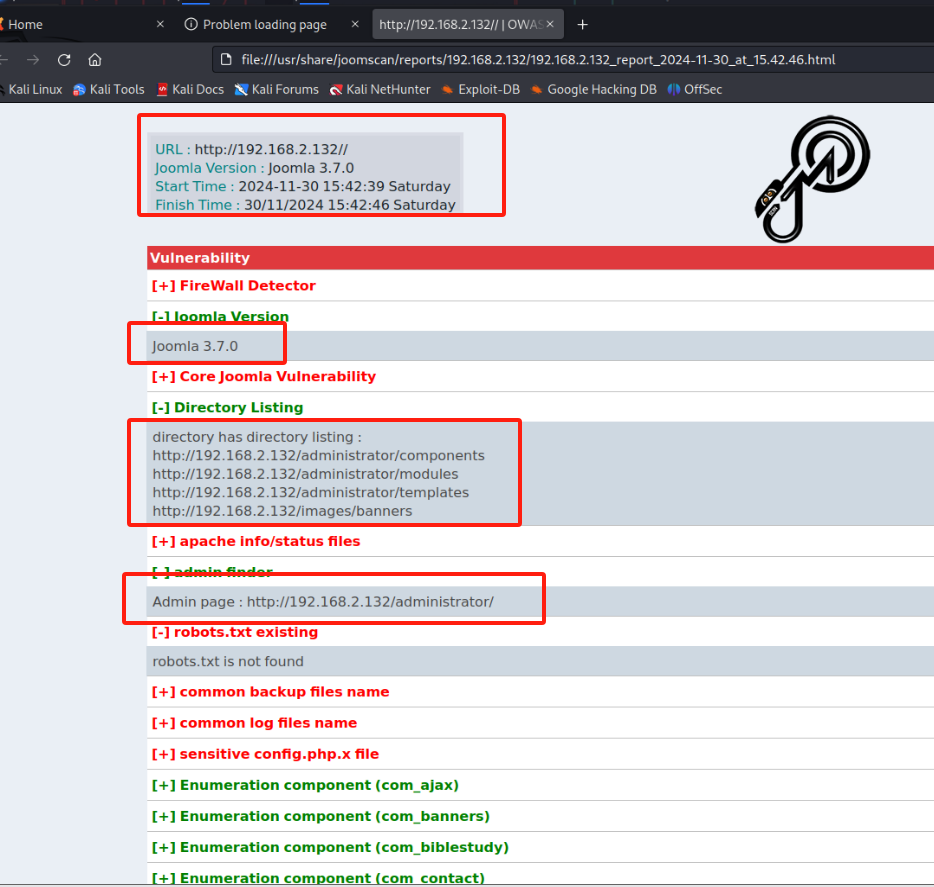 Home × Problem loading page × http://192.168.2.132// | OWAS × +
file:///usr/share/joomscan/reports/192.168.2.132/192.168.2.132_report_2024-11-30_at_15.42.46.html
Kali Linux Kali Tools Kali Docs Kali Forums Kali NetHunter Exploit-DB Google Hacking DB OffSec
URL : http://192.168.2.132//
Joomla Version : Joomla 3.7.0
Start Time : 2024-11-30 15:42:39 Saturday
Finish Time : 30/11/2024 15:42:46 Saturday
Vulnerability
[+] FireWall Detector
[-] Joomla Version
Joomla 3.7.0
[+] Core Joomla Vulnerability
[-] Directory Listing
directory has directory listing :
http://192.168.2.132/administrator/components
http://192.168.2.132/administrator/modules
http://192.168.2.132/administrator/templates
http://192.168.2.132/images/banners
[+] apache info/status files
[-] admin finder
Admin page : http://192.168.2.132/administrator/
[-] robots.txt existing
robots.txt is not found
[+] common backup files name
[+] common log files name
[+] sensitive config.php.x file
[+] Enumeration component (com_ajax)
[+] Enumeration component (com_banners)
[+] Enumeration component (com_biblestudy)
[+] Enumeration component (com_contact)